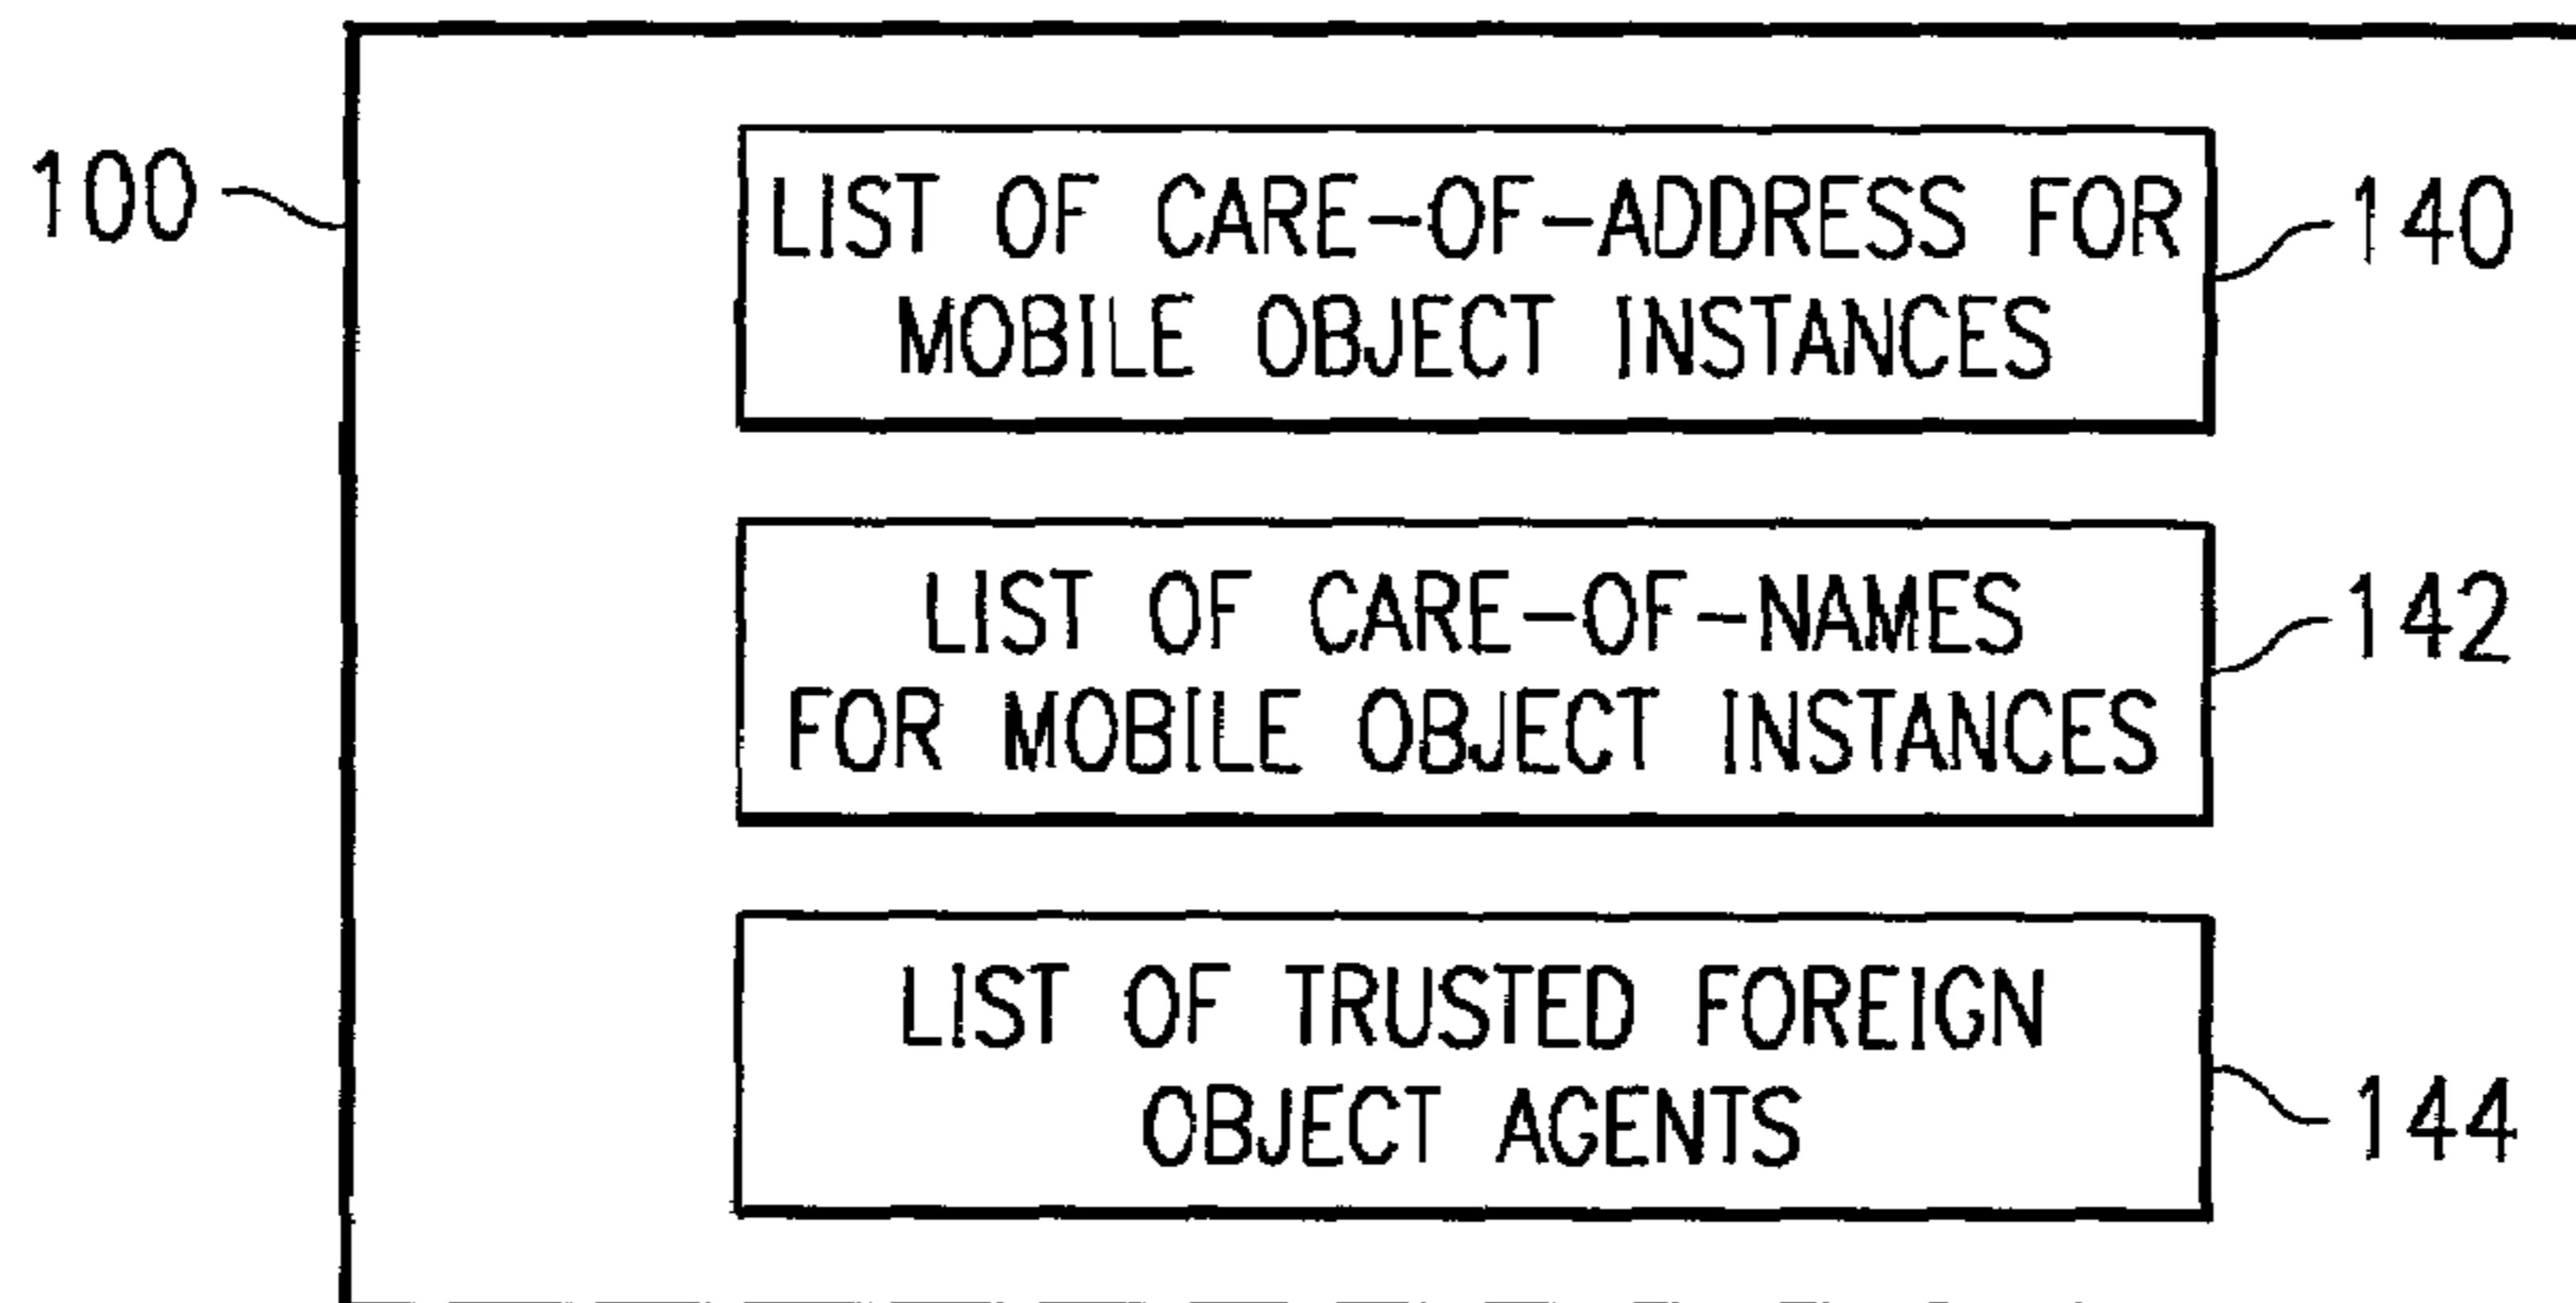 100
LIST OF CARE-OF-ADDRESS FOR
MOBILE OBJECT INSTANCES
140
LIST OF CARE-OF-NAMES
FOR MOBILE OBJECT INSTANCES
142
LIST OF TRUSTED FOREIGN
OBJECT AGENTS
144